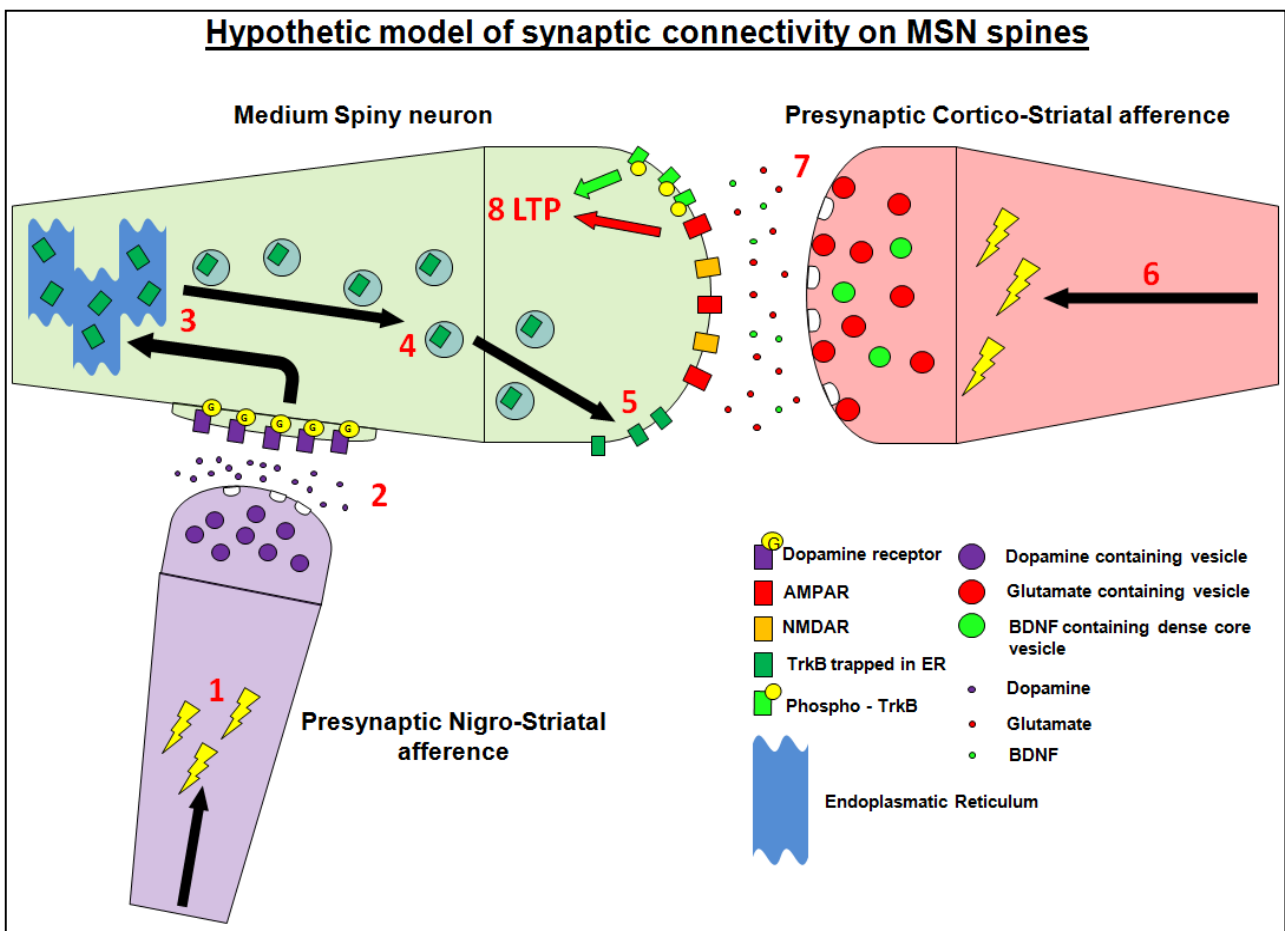 Hypothetic model of synaptic connectivity on MSN spines
Medium Spiny neuron
Presynaptic Cortico-Striatal afference
7
8 LTP
6
3
4
5
G G G G G
2
1
Presynaptic Nigro-Striatal
afference
G
Dopamine receptor
AMPAR
NMDAR
TrkB trapped in ER
Phospho - TrkB
Endoplasmatic Reticulum
Dopamine containing vesicle
Glutamate containing vesicle
BDNF containing dense core
vesicle
Dopamine
Glutamate
BDNF